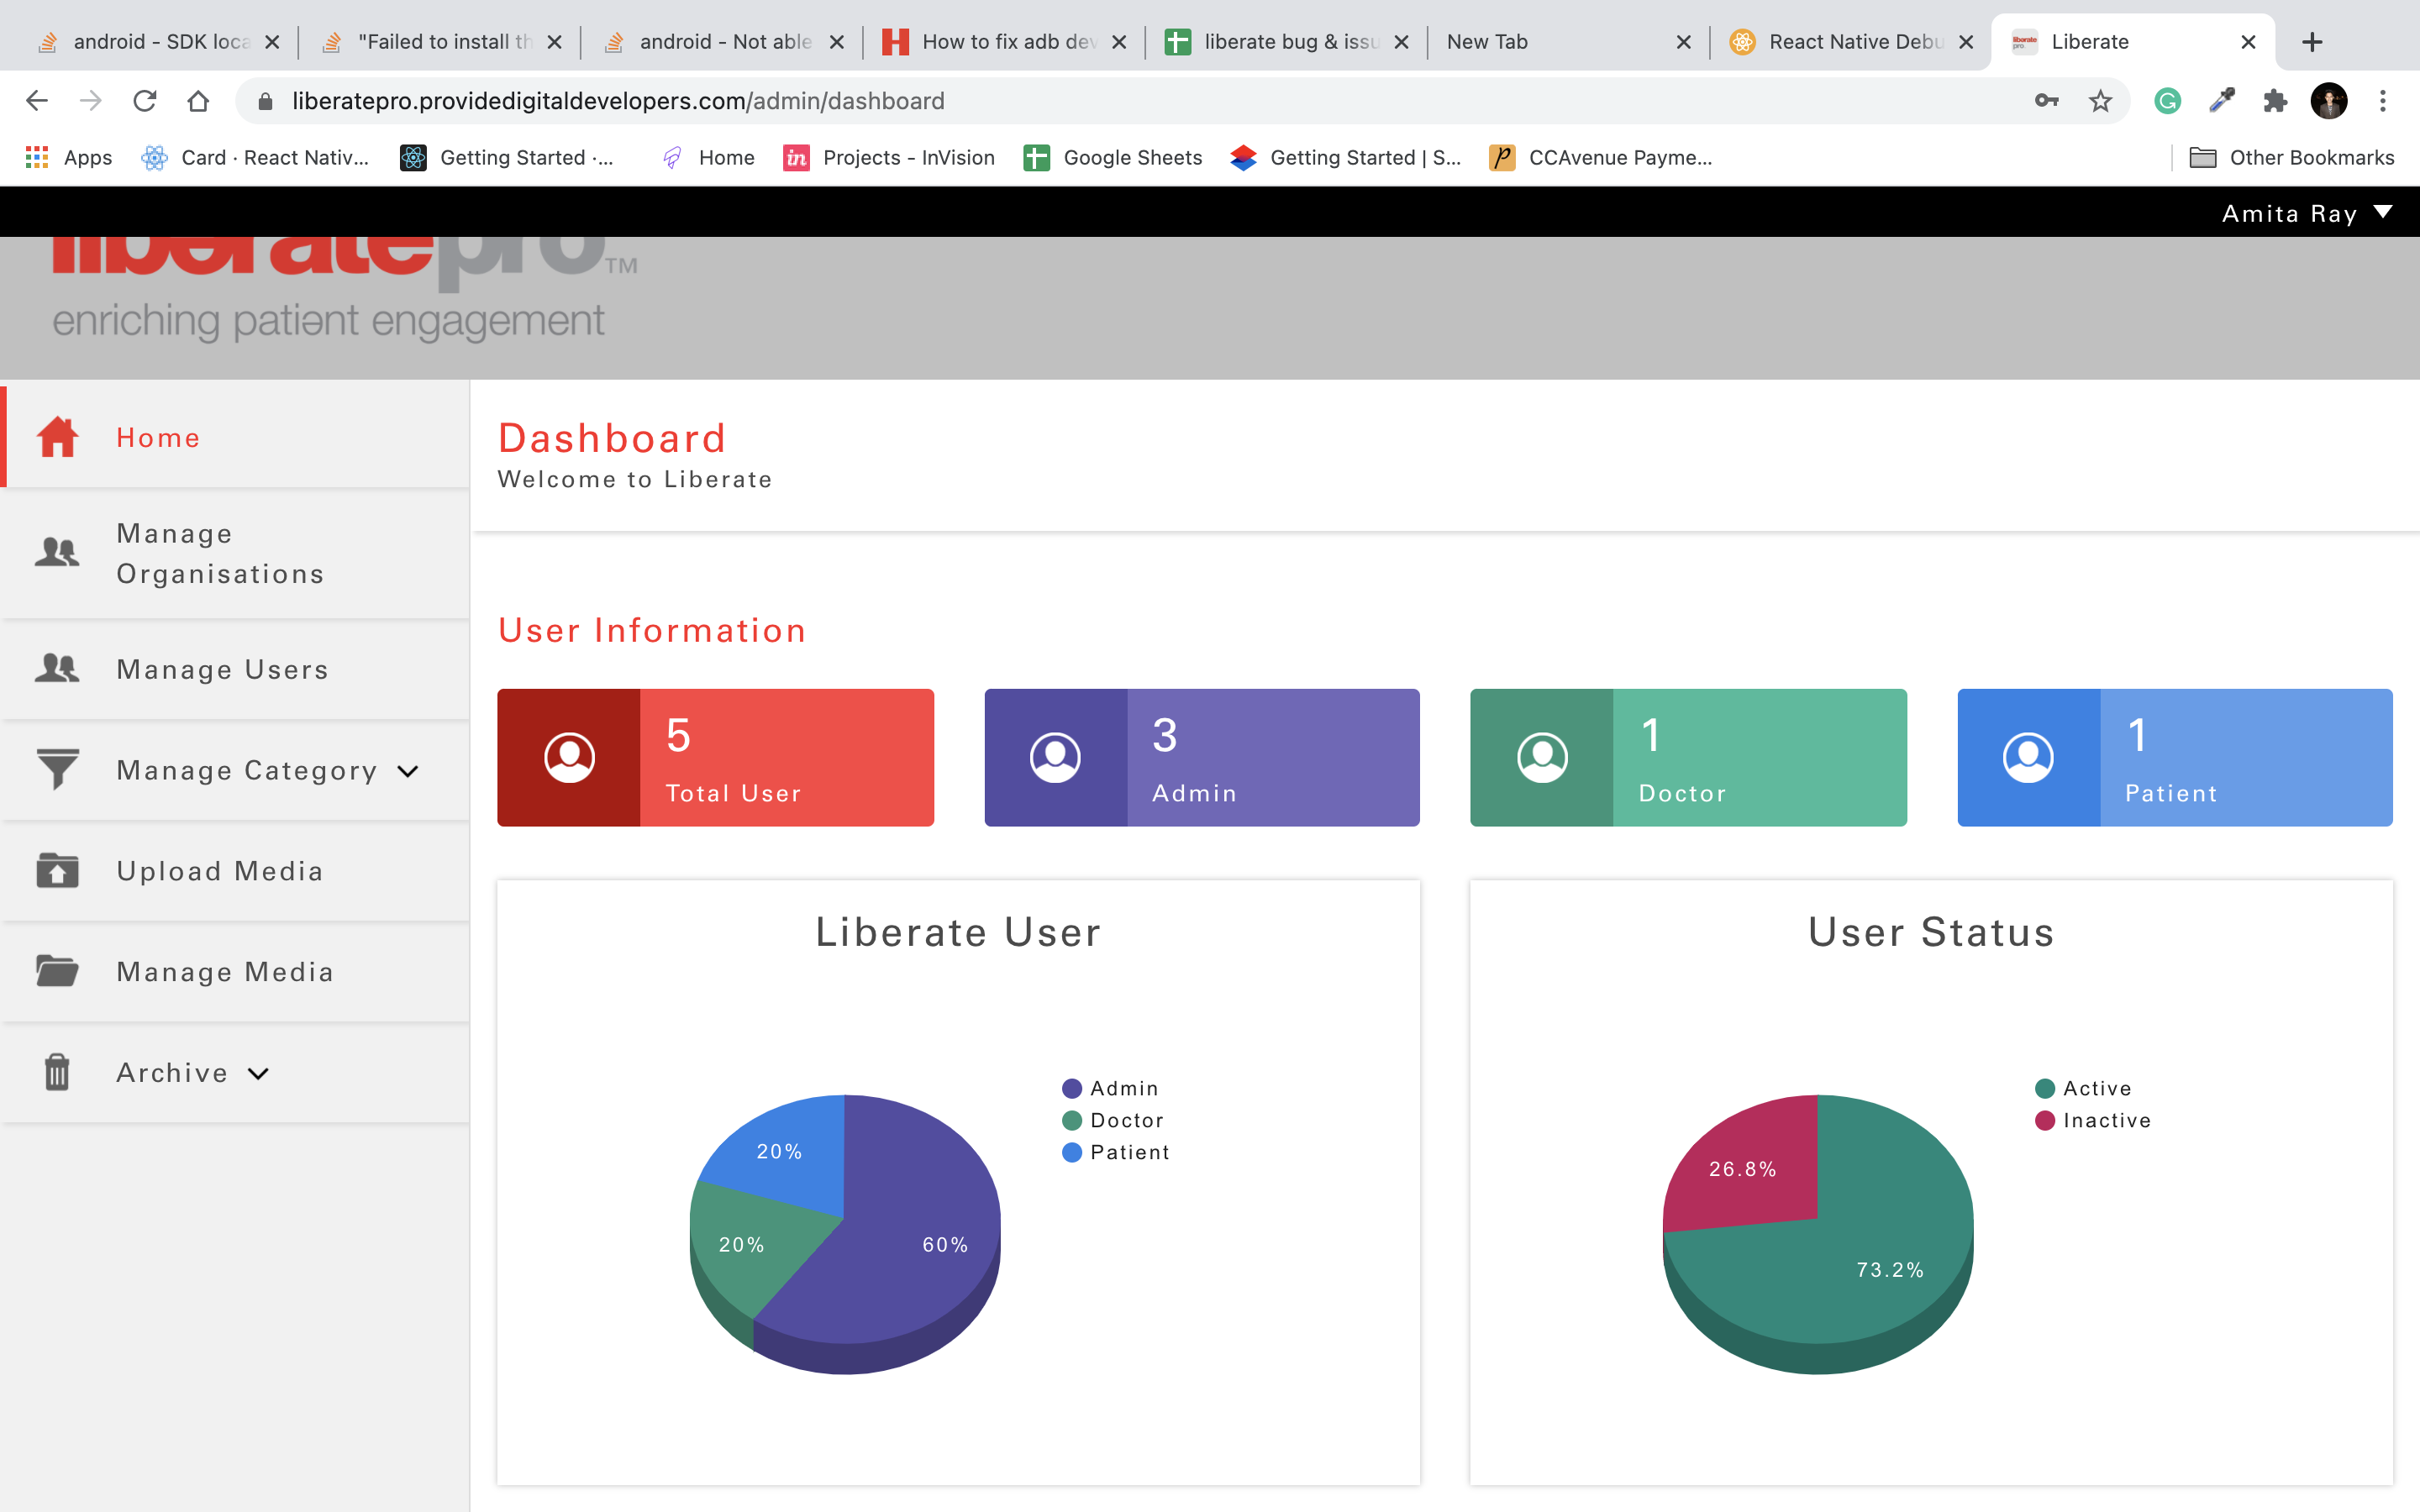 android - SDK loca
"Failed to install th
android - Not able
How to fix adb dev
liberate bug & issu
New Tab
React Native Debu
Liberate
liberatepro.providedigitaldevelopers.com/admin/dashboard
Apps
Card · React Nativ...
Getting Started ·...
Home
in Projects - InVision
Google Sheets
Getting Started | S...
CCAvenue Payme...
Other Bookmarks
Amita Ray
liberatepro™
enriching patiənt engagement
Home
Manage
Organisations
Manage Users
Manage Category
Upload Media
Manage Media
Archive
Dashboard
Welcome to Liberate
User Information
5
Total User
3
Admin
1
Doctor
1
Patient
Liberate User
Admin
Doctor
Patient
20%
20%
60%
User Status
Active
Inactive
26.8%
73.2%